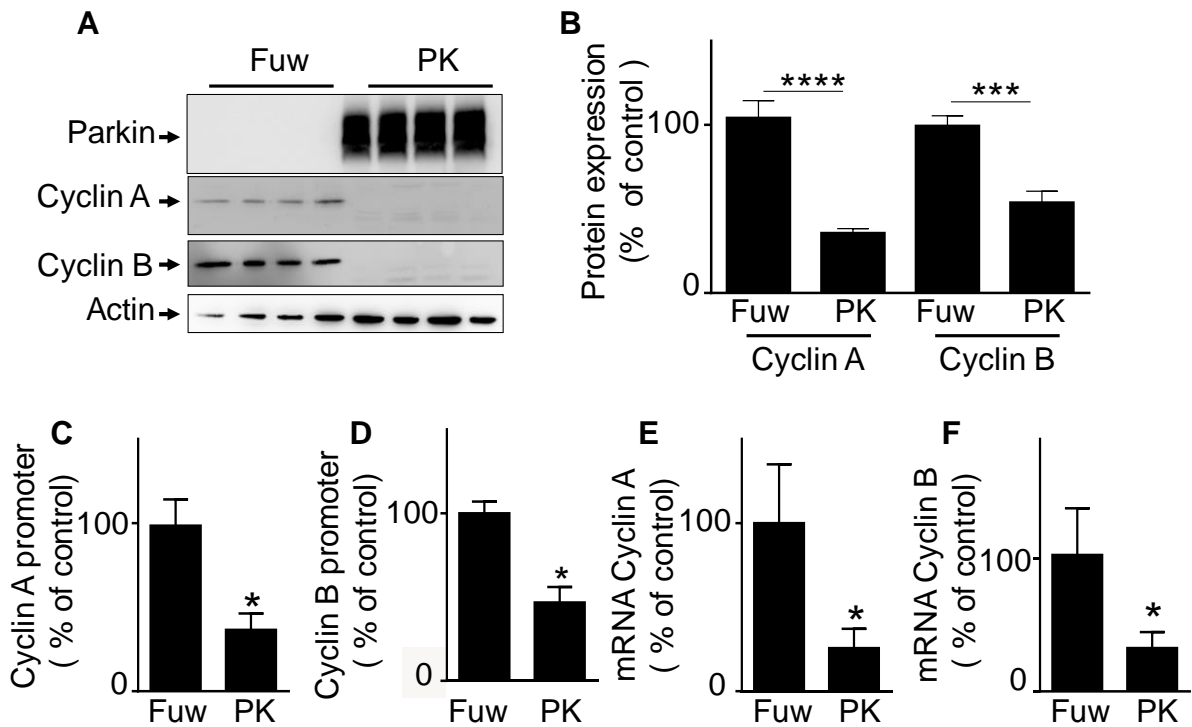 A
Fuw PK
Parkin
Cyclin A
Cyclin B
Actin
B
Protein expression
(% of control)
100
0
**** ***
Fuw PK Fuw PK
Cyclin A Cyclin B
C
Cyclin A promoter
( % of control)
100
0
*
Fuw PK
D
Cyclin B promoter
( % of control)
100
0
*
Fuw PK
E
mRNA Cyclin A
( % of control)
100
0
*
Fuw PK
F
mRNA Cyclin B
( % of control)
100
0
*
Fuw PK